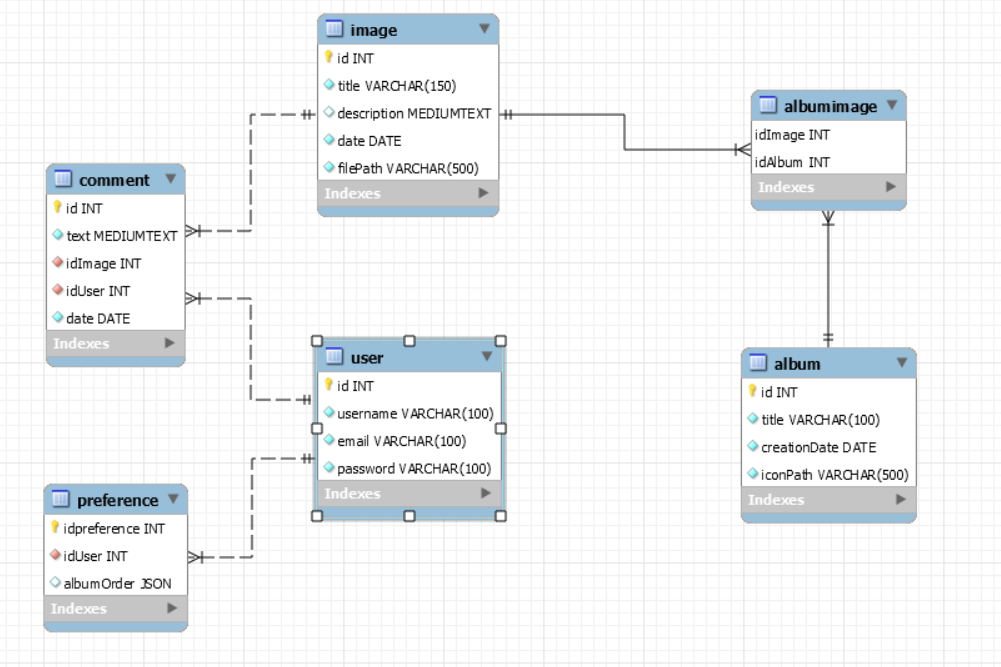 image
id INT
title VARCHAR(150)
description MEDIUMTEXT
date DATE
filePath VARCHAR(500)
Indexes
albumimage
idImage INT
idAlbum INT
Indexes
comment
id INT
text MEDIUMTEXT
idImage INT
idUser INT
date DATE
Indexes
user
id INT
username VARCHAR(100)
email VARCHAR(100)
password VARCHAR(100)
Indexes
album
id INT
title VARCHAR(100)
creationDate DATE
iconPath VARCHAR(500)
Indexes
preference
idpreference INT
idUser INT
albumOrder JSON
Indexes